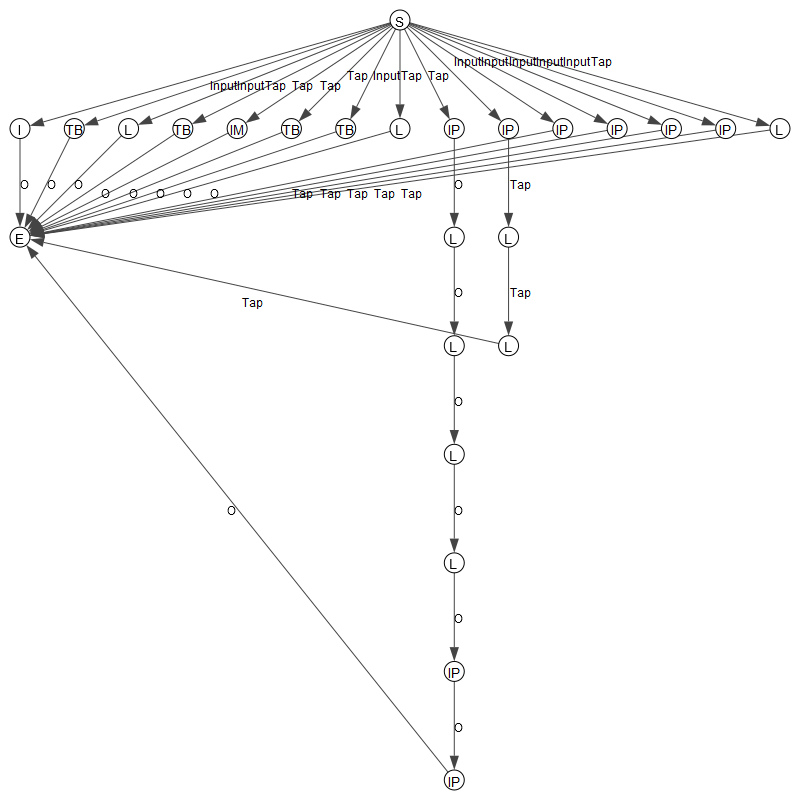 S
InputInputInputInputInputTap
InputInputTap Tap Tap
Tap InputTap Tap
I TB L TB IM TB TB L IP IP IP IP IP IP L
O O O O O O O O Tap Tap Tap Tap Tap O Tap
E L L
O Tap
Tap
L L
O
L
O O
L
O
IP
O
IP